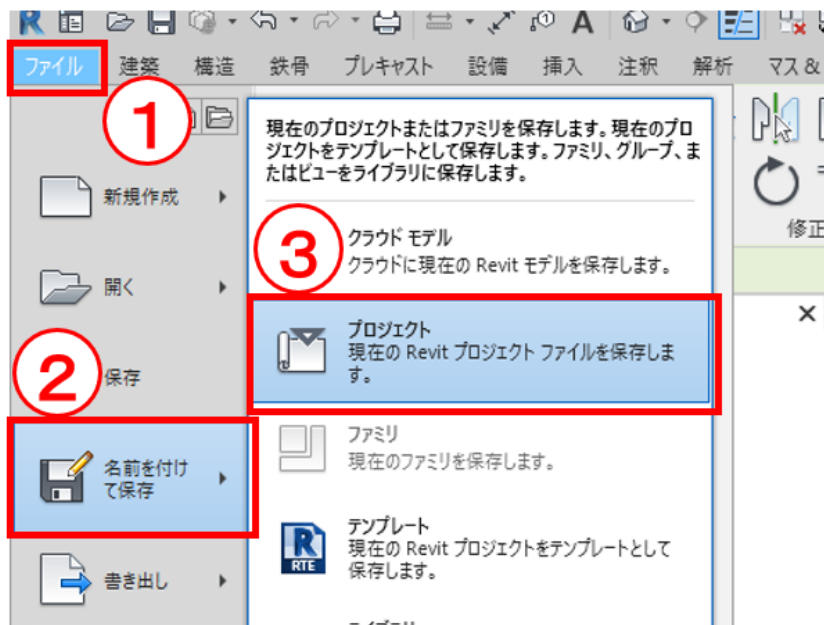 ファイル 建築 構造 鉄骨 プレキャスト 設備 挿入 注釈 解析 マス &
1
現在のプロジェクトまたはファミリを保存します。現在のプロ
ジェクトをテンプレートとして保存します。ファミリ、グループ、ま
たはビューをライブラリに保存します。
新規作成
修正
3
クラウド モデル
クラウドに現在の Revit モデルを保存します。
開く
プロジェクト
現在の Revit プロジェクト ファイルを保存しま
す。
2
保存
ファミリ
現在のファミリを保存します。
名前を付け
て保存
テンプレート
現在の Revit プロジェクトをテンプレートとして
保存します。
RTE
書き出し